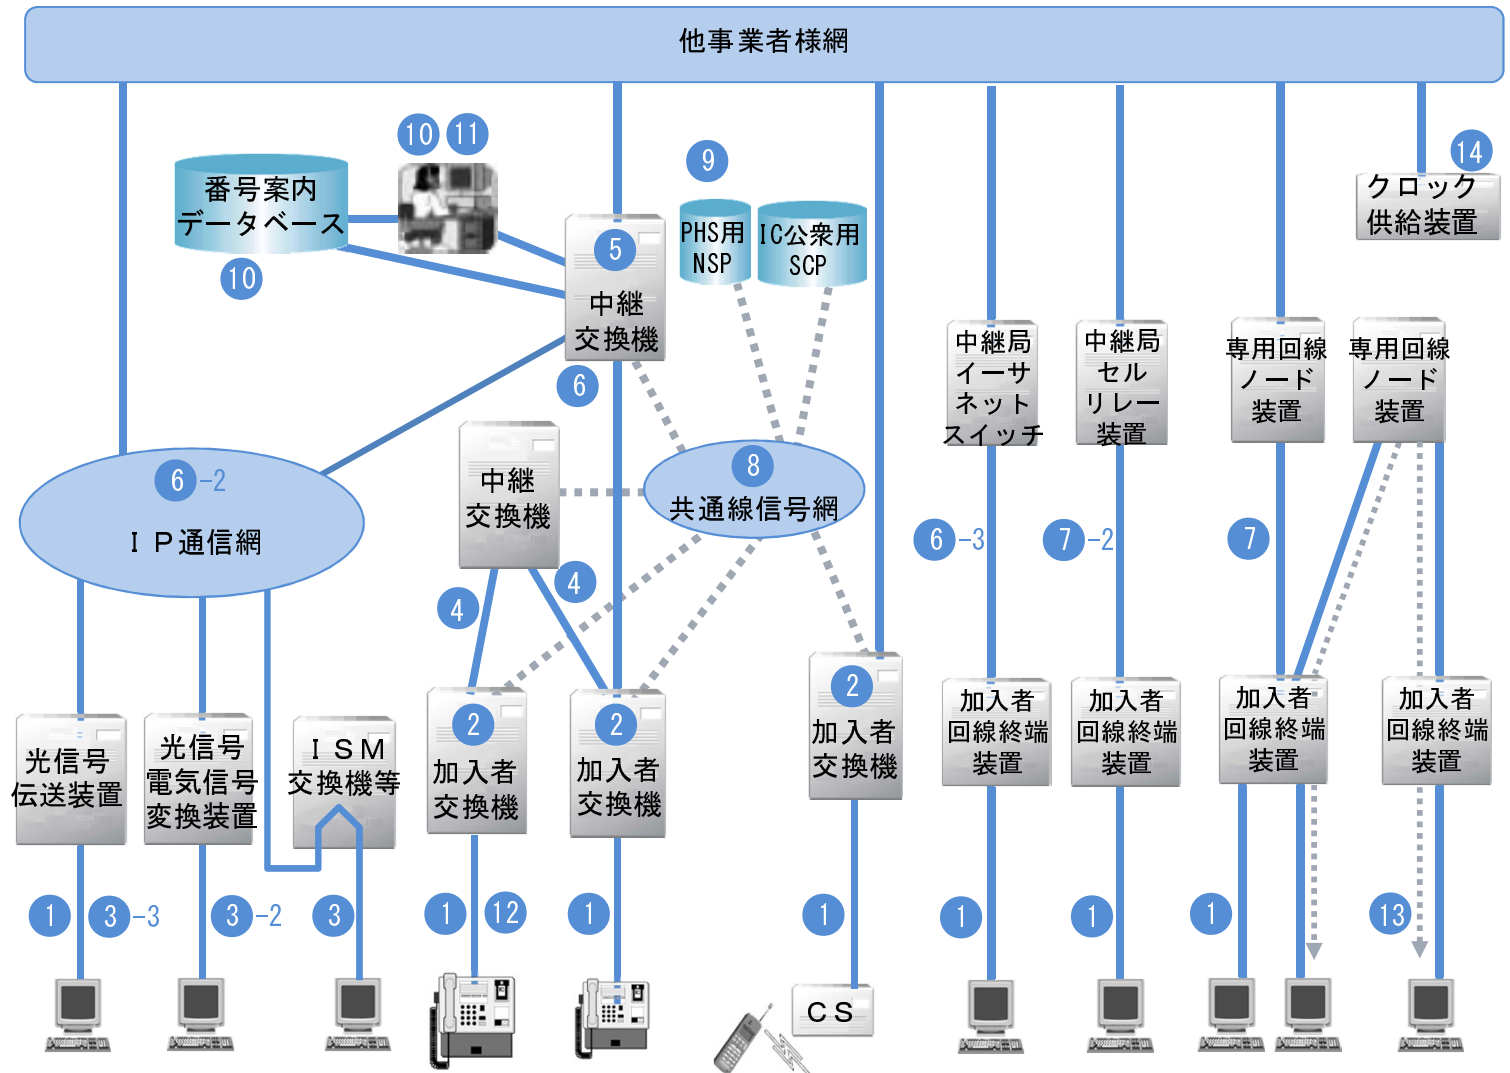 他事業者様網
10 11
9
14
番号案内
データベース
10
5
中継
交換機
6
PHS用
NSP
IC公衆用
SCP
クロック
供給装置
中継局
イーサ
ネット
スイッチ
中継局
セル
リレー
装置
専用回線
ノード
装置
専用回線
ノード
装置
6-2
ＩＰ通信網
中継
交換機
8
共通線信号網
6-3
7-2
7
4
4
光信号
伝送装置
光信号
電気信号
変換装置
ＩＳＭ
交換機等
2
加入者
交換機
2
加入者
交換機
2
加入者
交換機
加入者
回線終端
装置
加入者
回線終端
装置
加入者
回線終端
装置
加入者
回線終端
装置
1
3-3
3-2
3
1
12
1
1
1
1
1
13
ＣＳ